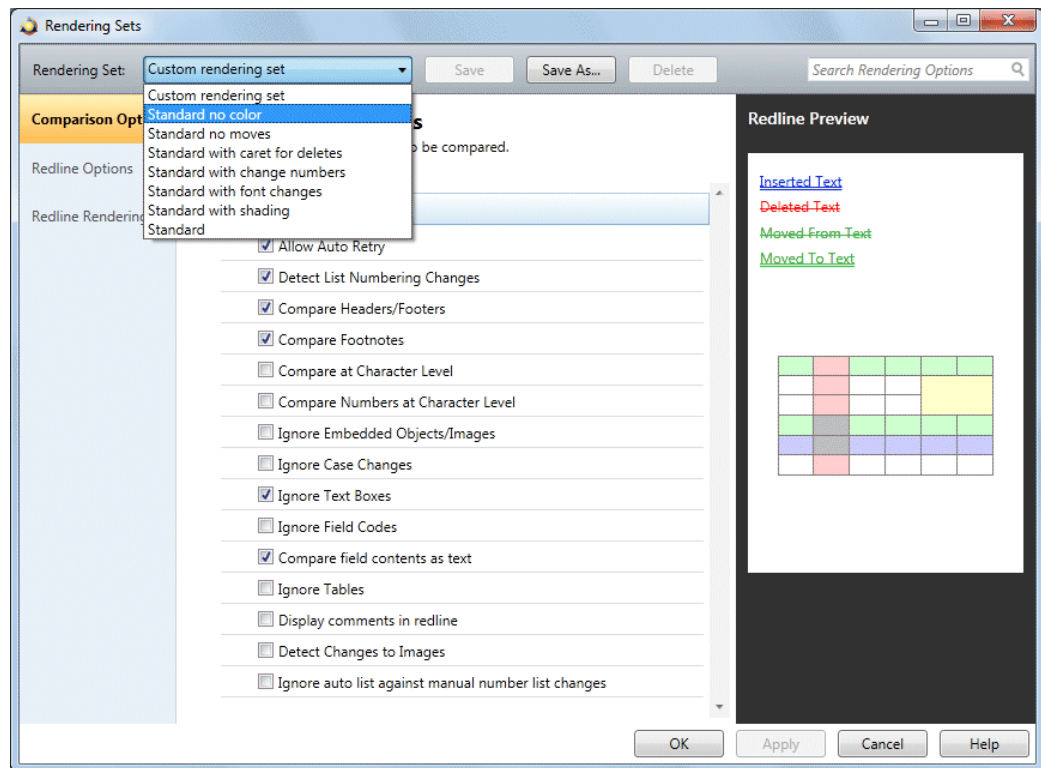 Rendering Sets
Rendering Set: Custom rendering set Save Save As... Delete Search Rendering Options
Custom rendering set
Standard no color
Standard no moves
Standard with caret for deletes
Standard with change numbers
Standard with font changes
Standard with shading
Standard
Comparison Opt
Redline Options
Redline Rendering
s
be compared.
Allow Auto Retry
Detect List Numbering Changes
Compare Headers/Footers
Compare Footnotes
Compare at Character Level
Compare Numbers at Character Level
Ignore Embedded Objects/Images
Ignore Case Changes
Ignore Text Boxes
Ignore Field Codes
Compare field contents as text
Ignore Tables
Display comments in redline
Detect Changes to Images
Ignore auto list against manual number list changes
Redline Preview
Inserted Text
Deleted Text
Moved From Text
Moved To Text
OK Apply Cancel Help